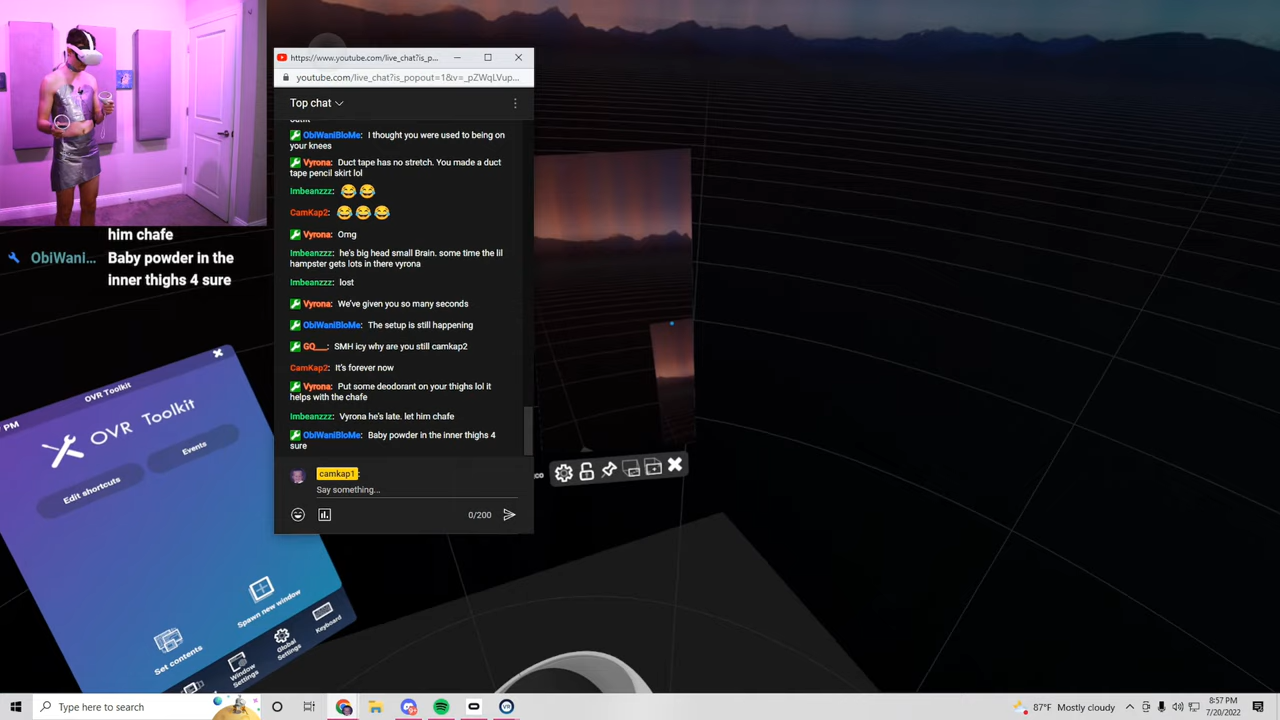 https://www.youtube.com/live_chat?is_p...
youtube.com/live_chat?is_popout=1&v=_pZWqLVup...
Top chat
outfit
ObiWaniBloMe: I thought you were used to being on
your knees
Vyrona: Duct tape has no stretch. You made a duct
tape pencil skirt lol
Imbeanzzz: 😂😂
CamKap2: 😂😂😂
Vyrona: Omg
Imbeanzzz: he's big head small Brain. some time the lil
hampster gets lots in there vyrona
Imbeanzzz: lost
Vyrona: We've given you so many seconds
ObiWaniBloMe: The setup is still happening
GQ___: SMH icy why are you still camkap2
CamKap2: It's forever now
Vyrona: Put some deodorant on your thighs lol it
helps with the chafe
Imbeanzzz: Vyrona he's late. let him chafe
ObiWaniBloMe: Baby powder in the inner thighs 4
sure
camkap1:
Say something...
0/200
him chafe
ObiWani... Baby powder in the
inner thighs 4 sure
PM
OVR Toolkit
OVR Toolkit
Edit shortcuts
Events
Spawn new window
Set contents
Keyboard
Global
Settings
Window
Settings
Type here to search
87°F Mostly cloudy
8:57 PM
7/20/2022